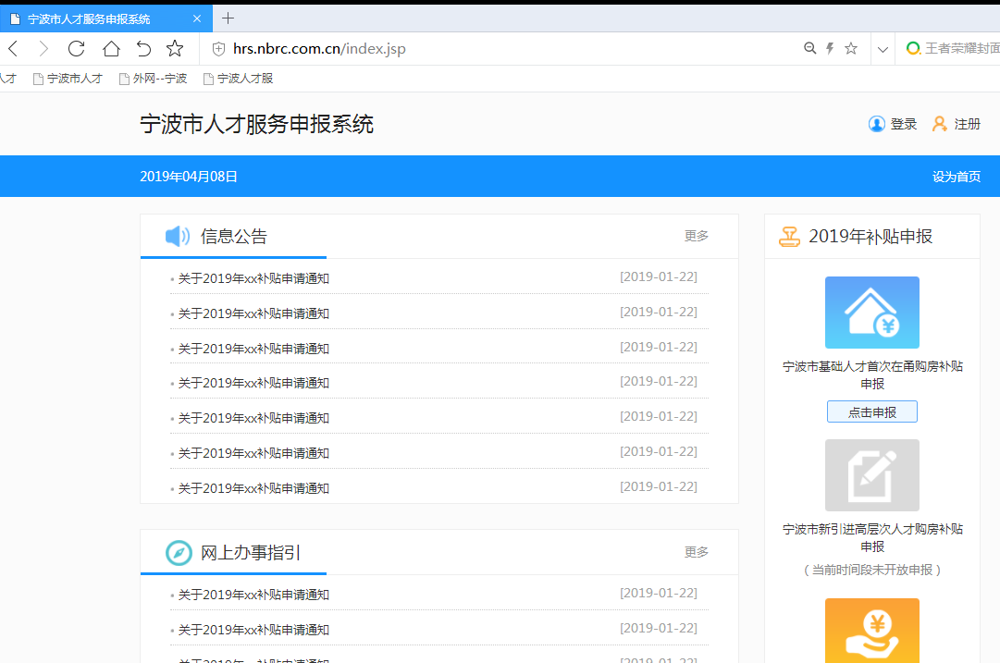 宁波市人才服务申报系统
hrs.nbrc.com.cn/index.jsp
王者荣耀封面
人才 宁波市人才 外网--宁波 宁波人才服
宁波市人才服务申报系统
登录 注册
2019年04月08日 设为首页
信息公告 更多
关于2019年xx补贴申请通知 [2019-01-22]
关于2019年xx补贴申请通知 [2019-01-22]
关于2019年xx补贴申请通知 [2019-01-22]
关于2019年xx补贴申请通知 [2019-01-22]
关于2019年xx补贴申请通知 [2019-01-22]
关于2019年xx补贴申请通知 [2019-01-22]
关于2019年xx补贴申请通知 [2019-01-22]
网上办事指引 更多
关于2019年xx补贴申请通知 [2019-01-22]
关于2019年xx补贴申请通知 [2019-01-22]
关于2019年xx补贴申请通知 [2019-01-22]
2019年补贴申报
宁波市基础人才首次在甬购房补贴
申报
点击申报
宁波市新引进高层次人才购房补贴
申报
（当前时间段未开放申报）